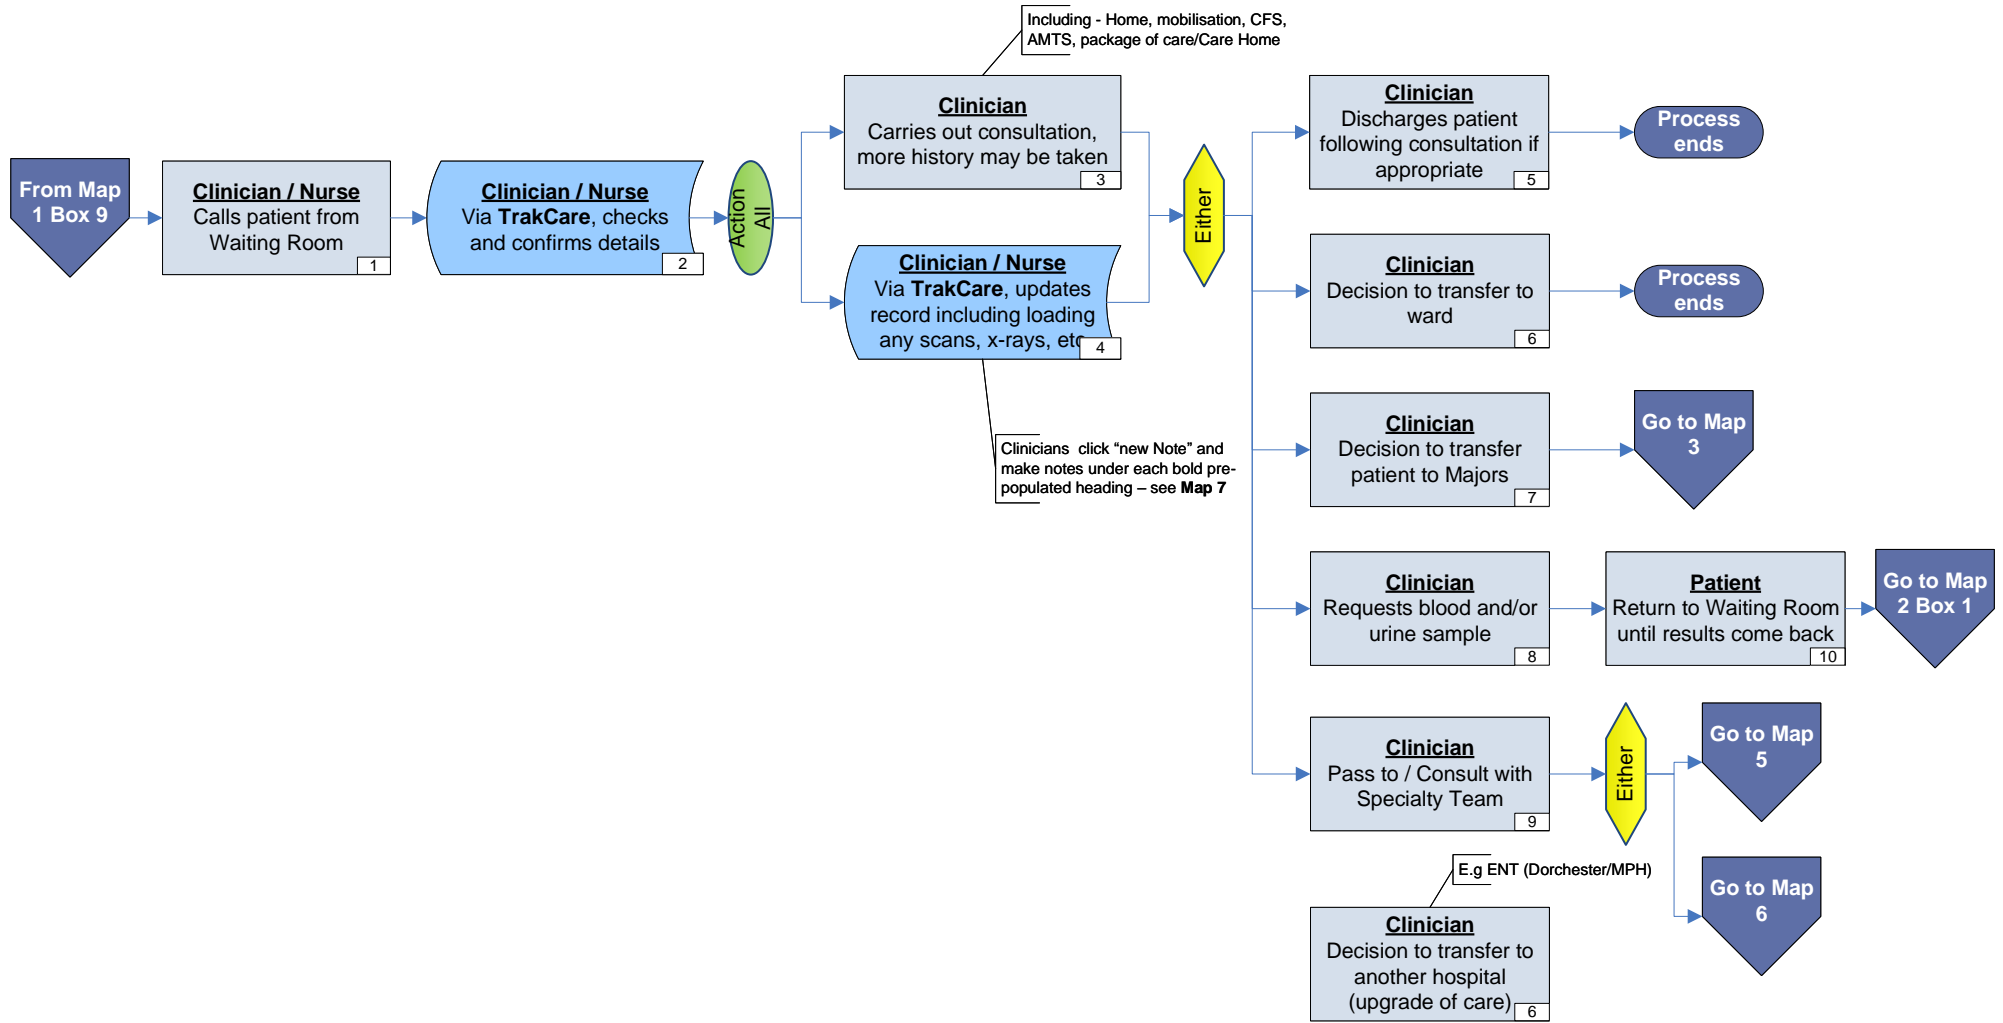 Including - Home, mobilisation, CFS,
AMTS, package of care/Care Home
From Map
1 Box 9
Clinician / Nurse
Calls patient from
Waiting Room
1
Clinician / Nurse
Via TrakCare, checks
and confirms details
2
Action
All
Clinician
Carries out consultation,
more history may be taken
3
Clinician / Nurse
Via TrakCare, updates
record including loading
any scans, x-rays, etc
4
Clinicians  click “new Note” and
make notes under each bold pre-
populated heading – see Map 7
Either
Clinician
Discharges patient
following consultation if
appropriate
5
Process
ends
Clinician
Decision to transfer to
ward
6
Process
ends
Clinician
Decision to transfer
patient to Majors
7
Go to Map
3
Clinician
Requests blood and/or
urine sample
8
Patient
Return to Waiting Room
until results come back
10
Go to Map
2 Box 1
Clinician
Pass to / Consult with
Specialty Team
9
Either
Go to Map
5
Go to Map
6
E.g ENT (Dorchester/MPH)
Clinician
Decision to transfer to
another hospital
(upgrade of care)
6